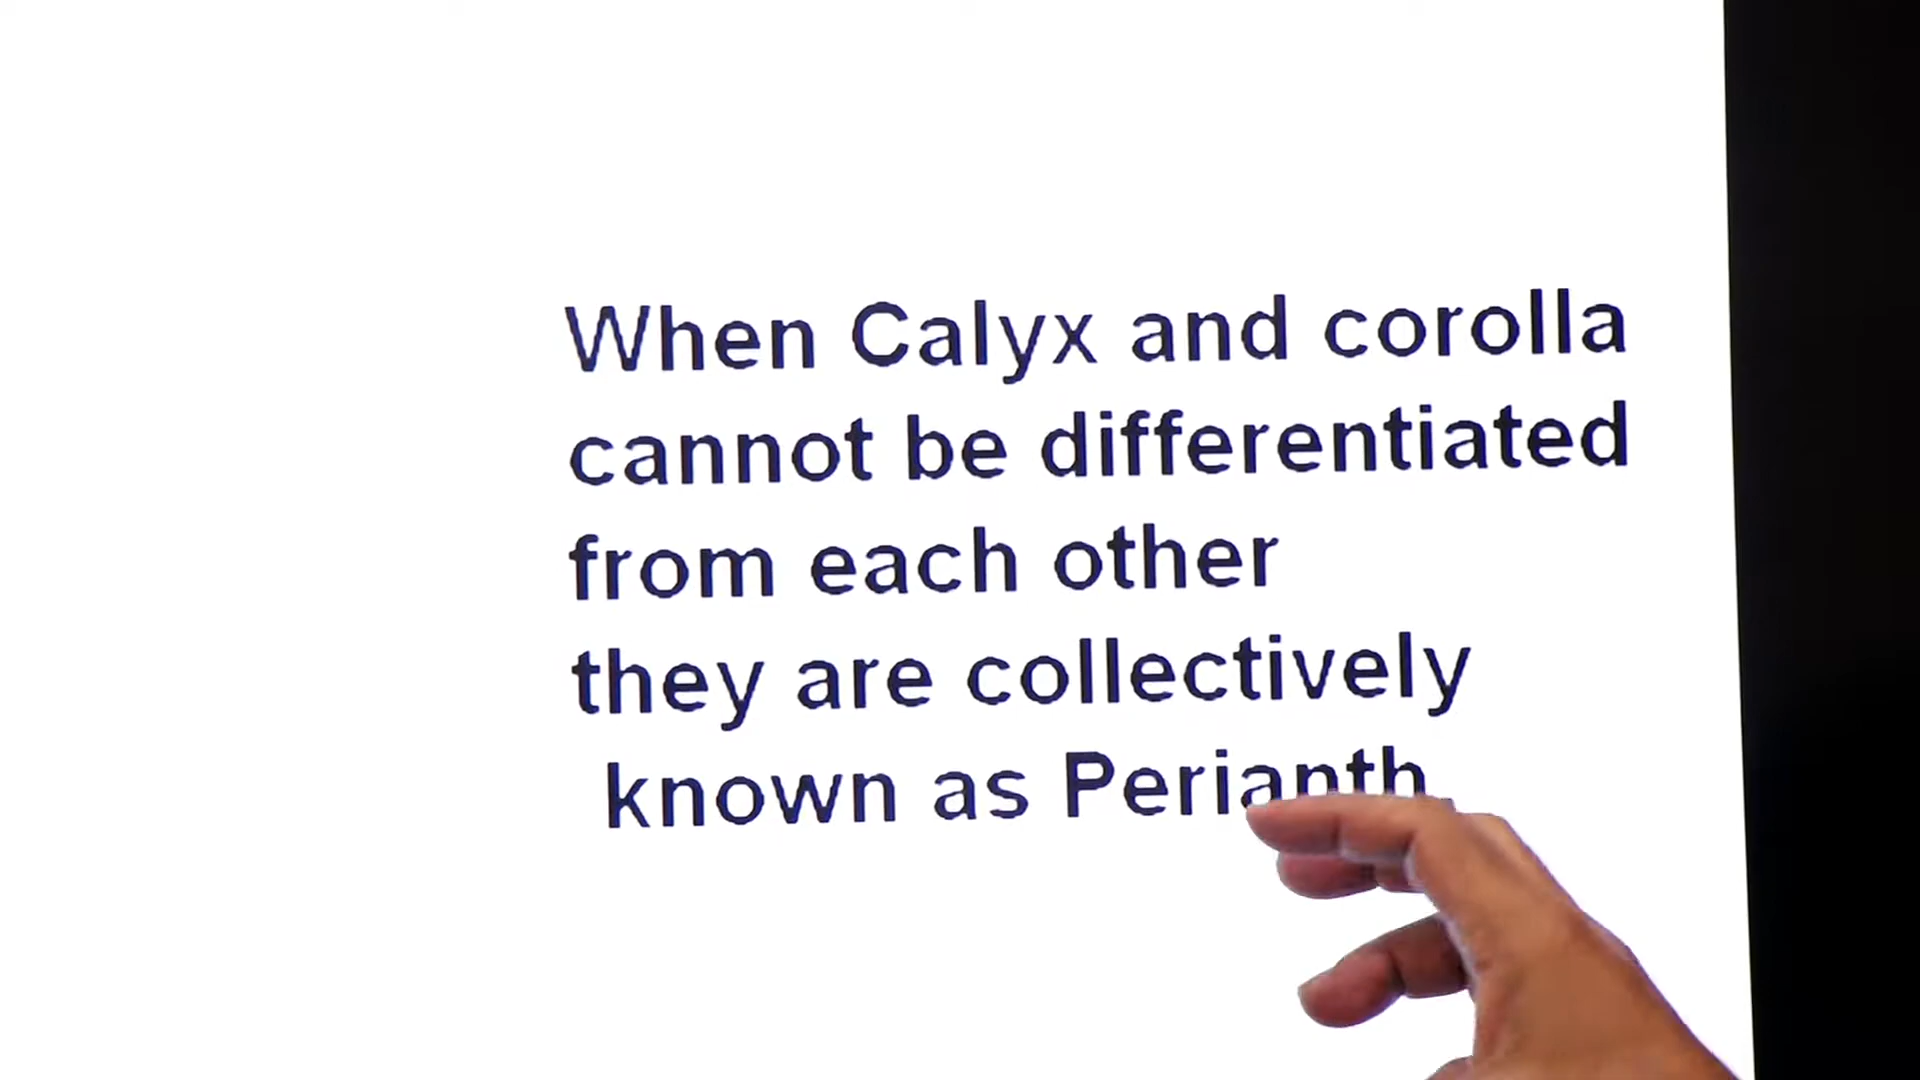 When Calyx and corolla
cannot be differentiated
from each other
they are collectively
known as Perianth